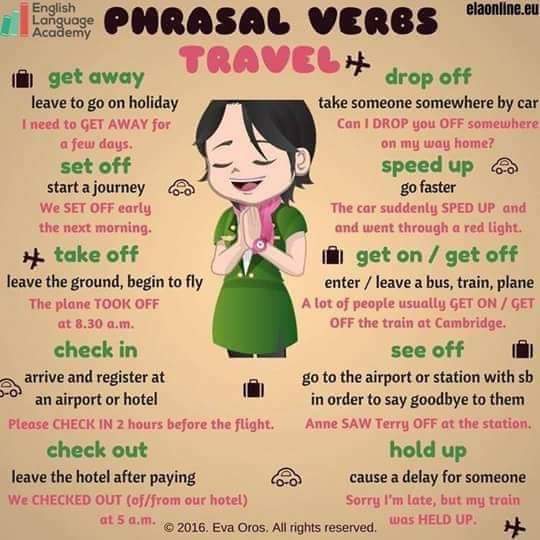 English
Language
Academy
elaonline.eu
PHRASAL VERBS
TRAVEL
get away
leave to go on holiday
I need to GET AWAY for
a few days.
set off
start a journey
We SET OFF early
the next morning.
take off
leave the ground, begin to fly
The plane TOOK OFF
at 8.30 a.m.
check in
arrive and register at
an airport or hotel
Please CHECK IN 2 hours before the flight.
check out
leave the hotel after paying
We CHECKED OUT (of/from our hotel)
at 5 a.m.
drop off
take someone somewhere by car
Can I DROP you OFF somewhere
on my way home?
speed up
go faster
The car suddenly SPED UP and
and went through a red light.
get on / get off
enter / leave a bus, train, plane
A lot of people usually GET ON / GET
OFF the train at Cambridge.
see off
go to the airport or station with sb
in order to say goodbye to them
Anne SAW Terry OFF at the station.
hold up
cause a delay for someone
Sorry I'm late, but my train
was HELD UP.
© 2016. Eva Oros. All rights reserved.